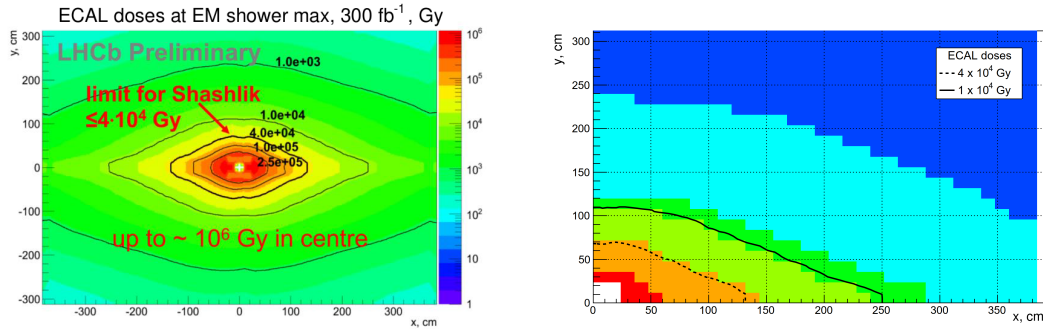 ECAL doses at EM shower max, 300 fb⁻¹ , Gy
y, cm
LHCb Preliminary
1.0e+03
limit for Shashlik
≤4·10⁴ Gy
1.0e+04
4.0e+04
1.0e+05
2.5e+05
up to ~ 10⁶ Gy in centre
300
200
100
0
-100
-200
-300
-300 -200 -100 0 100 200 300
x, cm
10⁶
10⁵
10⁴
10³
10²
10
1
y, cm
300
250
200
150
100
50
0
0 50 100 150 200 250 300 350
x, cm
ECAL doses
4 x 10⁴ Gy
1 x 10⁴ Gy